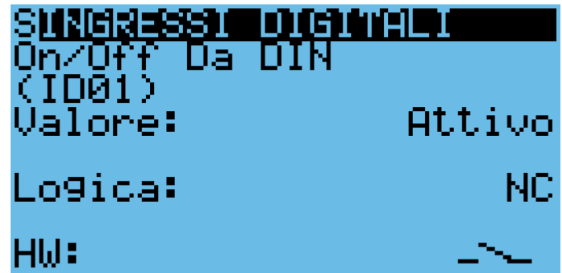 SINGRESSI DIGITALI
On/Off Da DIN
(ID01)
Valore: Attivo
Logica: NC
HW: